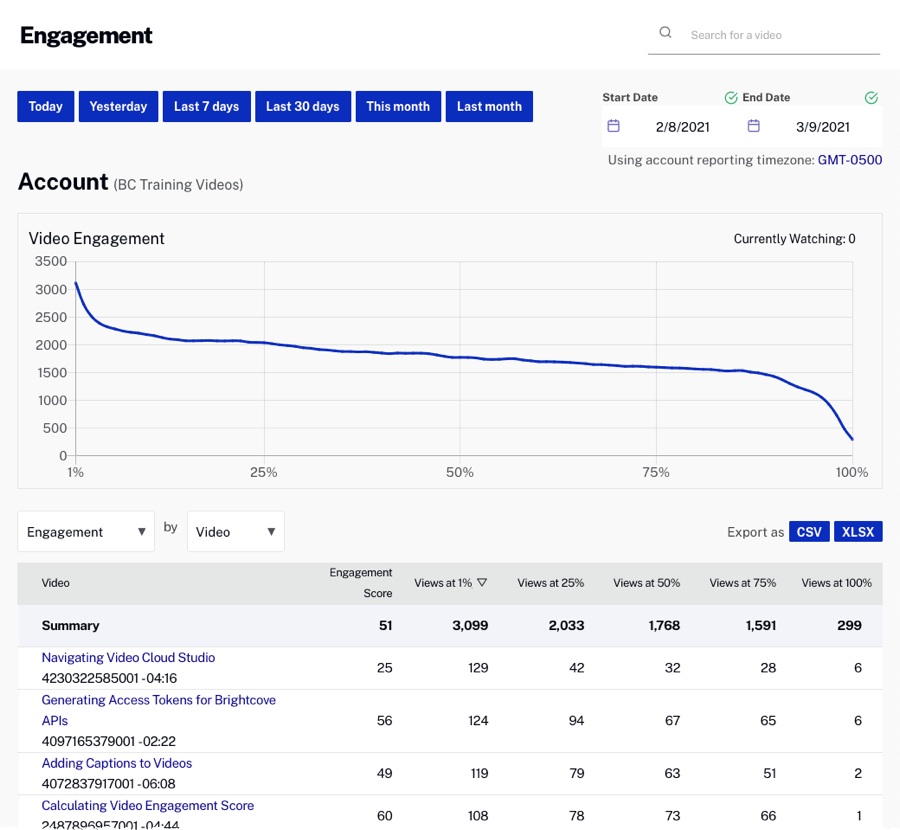 Engagement
Search for a video
Today Yesterday Last 7 days Last 30 days This month Last month
Start Date End Date
2/8/2021 3/9/2021
Using account reporting timezone: GMT-0500
Account (BC Training Videos)
Video Engagement Currently Watching: 0
3500
3000
2500
2000
1500
1000
500
0
1% 25% 50% 75% 100%
Engagement ▼ by Video ▼ Export as CSV XLSX
Video Engagement Score Views at 1% ▽ Views at 25% Views at 50% Views at 75% Views at 100%
Summary 51 3,099 2,033 1,768 1,591 299
Navigating Video Cloud Studio
4230322585001 - 04:16 25 129 42 32 28 6
Generating Access Tokens for Brightcove
APIs 56 124 94 67 65 6
4097165379001 - 02:22
Adding Captions to Videos
4072837917001 - 06:08 49 119 79 63 51 2
Calculating Video Engagement Score
2487896957001 - 04:44 60 108 78 73 66 1